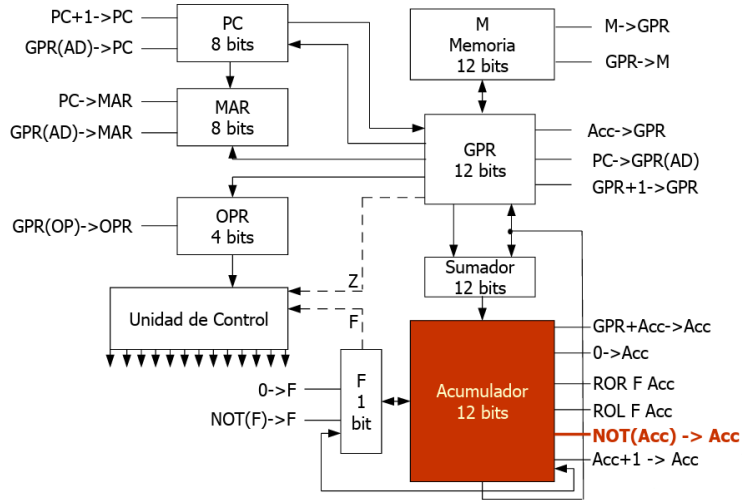 PC+1->PC
GPR(AD)->PC
PC
8 bits
M
Memoria
12 bits
M->GPR
GPR->M
PC->MAR
GPR(AD)->MAR
MAR
8 bits
GPR
12 bits
Acc->GPR
PC->GPR(AD)
GPR+1->GPR
GPR(OP)->OPR
OPR
4 bits
Z
F
Sumador
12 bits
Unidad de Control
0->F
NOT(F)->F
F
1
bit
Acumulador
12 bits
GPR+Acc->Acc
0->Acc
ROR F Acc
ROL F Acc
NOT(Acc) -> Acc
Acc+1 -> Acc